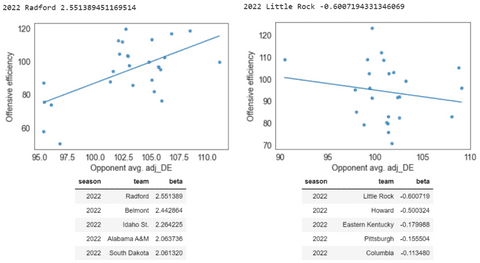 2022 Radford 2.551389451169514
120
100
80
60
Offensive efficiency
95.0 97.5 100.0 102.5 105.0 107.5 110.0
Opponent avg. adj_DE
season team beta
2022 Radford 2.551389
2022 Belmont 2.442864
2022 Idaho St. 2.264225
2022 Alabama A&M 2.063736
2022 South Dakota 2.061320
2022 Little Rock -0.6007194331346069
120
110
100
90
80
70
Offensive efficiency
90 95 100 105 110
Opponent avg. adj_DE
season team beta
2022 Little Rock -0.600719
2022 Howard -0.500324
2022 Eastern Kentucky -0.179988
2022 Pittsburgh -0.155504
2022 Columbia -0.113480